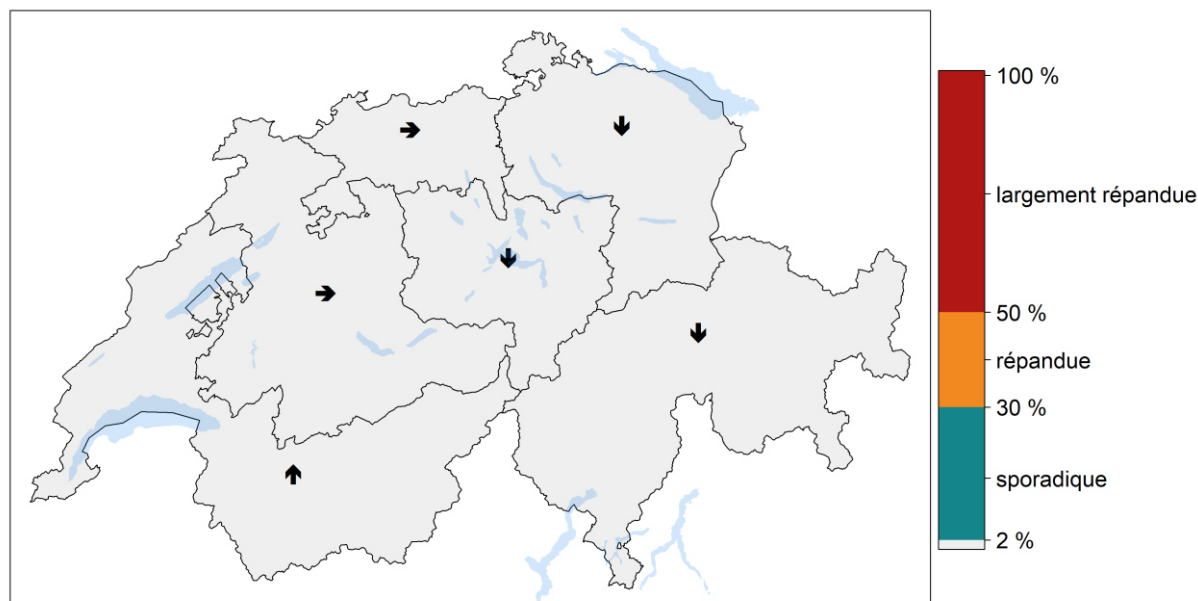 100 %
largement répandue
50 %
répandue
30 %
sporadique
2 %